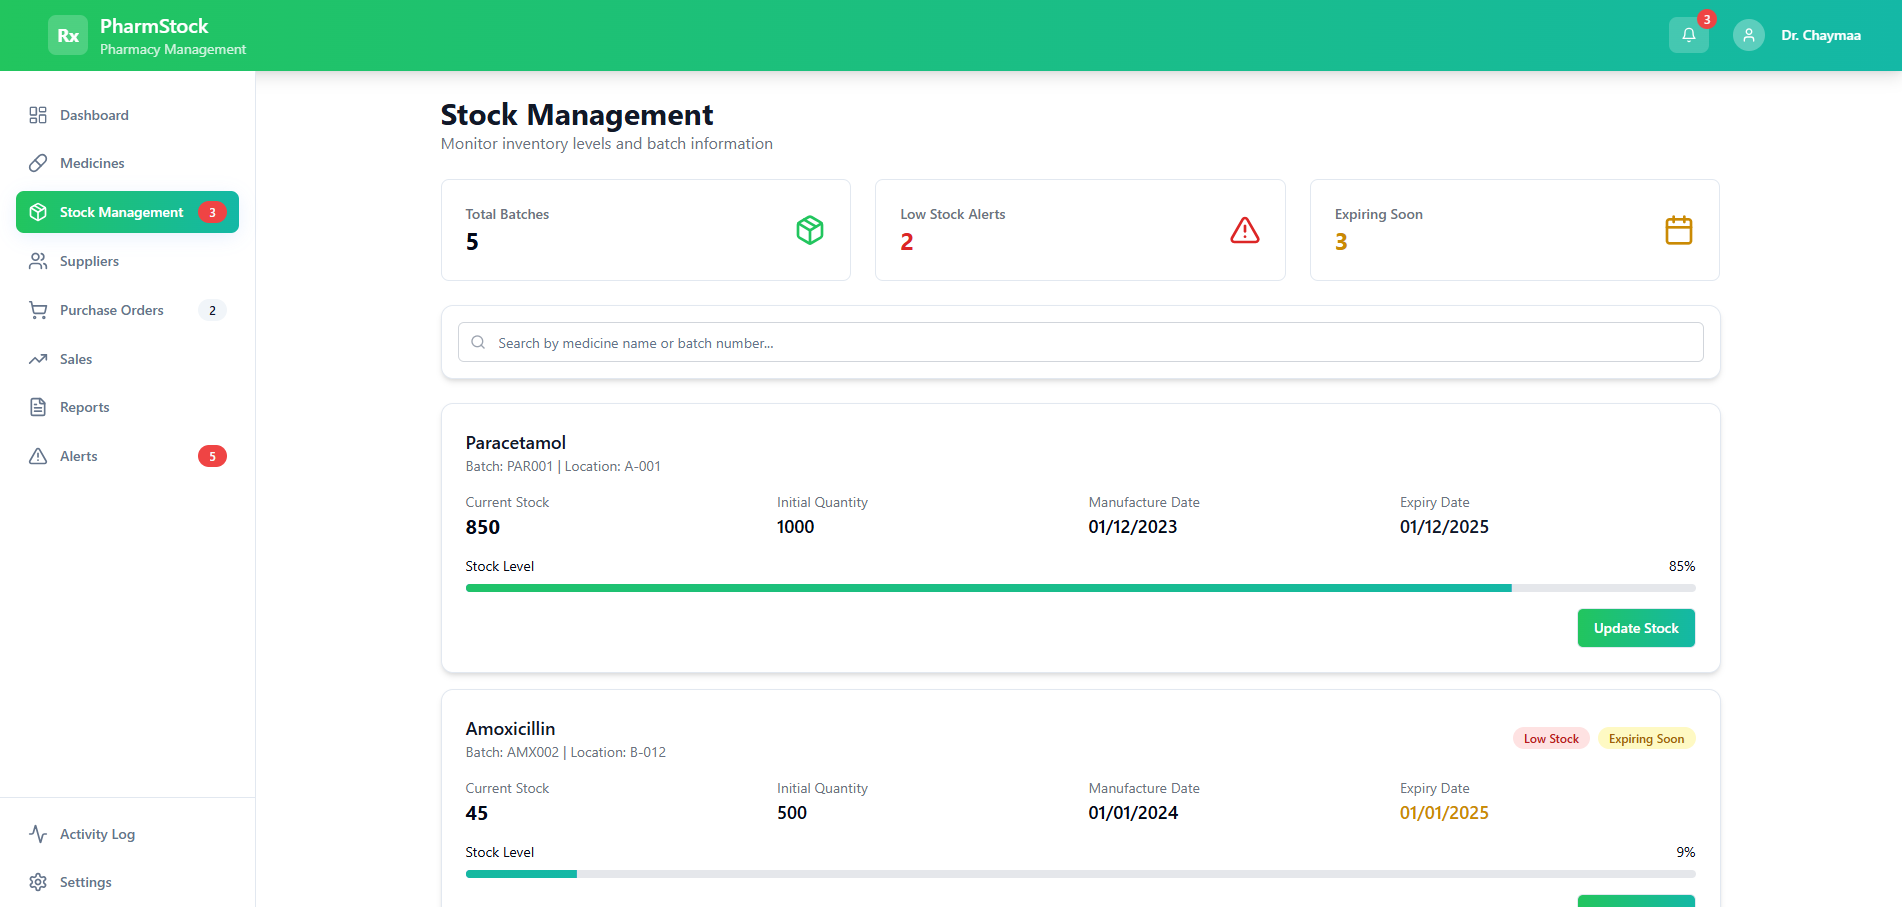 Rx
PharmStock
Pharmacy Management
3
Dr. Chaymaa
Dashboard
Medicines
Stock Management 3
Suppliers
Purchase Orders 2
Sales
Reports
Alerts 5
Activity Log
Settings
Stock Management
Monitor inventory levels and batch information
Total Batches
5
Low Stock Alerts
2
Expiring Soon
3
Search by medicine name or batch number...
Paracetamol
Batch: PAR001 | Location: A-001
Current Stock
850
Initial Quantity
1000
Manufacture Date
01/12/2023
Expiry Date
01/12/2025
Stock Level 85%
Update Stock
Amoxicillin
Batch: AMX002 | Location: B-012
Low Stock
Expiring Soon
Current Stock
45
Initial Quantity
500
Manufacture Date
01/01/2024
Expiry Date
01/01/2025
Stock Level 9%